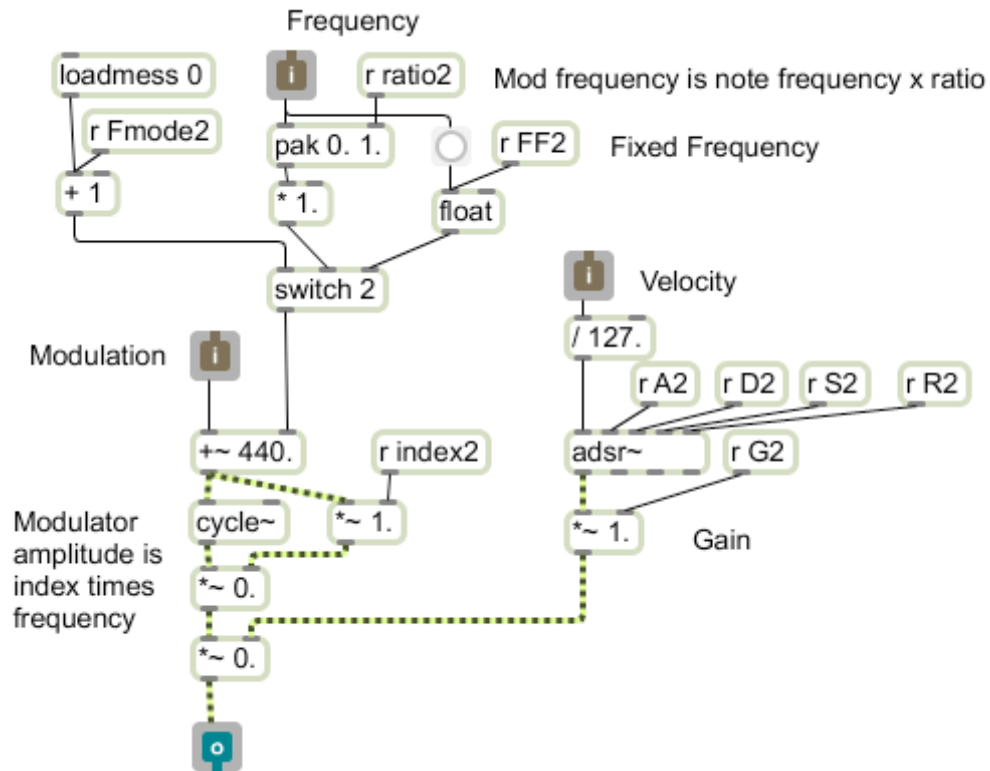 Frequency
loadmess 0
i
r ratio2
Mod frequency is note frequency x ratio
r Fmode2
pak 0. 1.
r FF2
Fixed Frequency
+ 1
* 1.
float
switch 2
i
Velocity
/ 127.
Modulation
i
r A2
r D2
r S2
r R2
+~ 440.
r index2
adsr~
r G2
Modulator
amplitude is
index times
frequency
cycle~
*~ 1.
*~ 1.
Gain
*~ 0.
*~ 0.
o